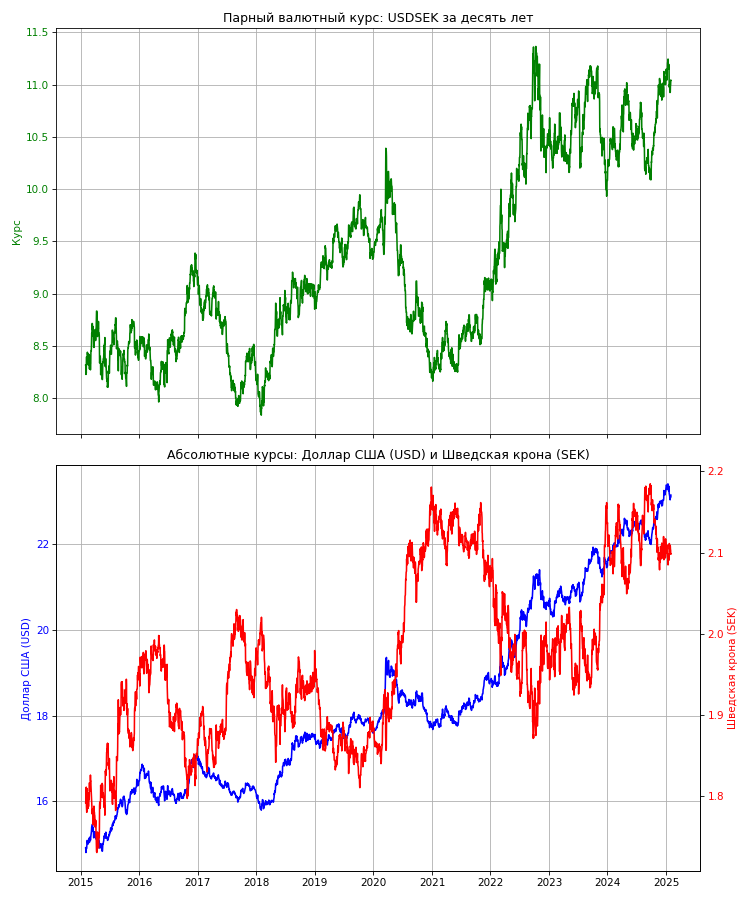 Парный валютный курс: USDSEK за десять лет
11.5
11.0
10.5
10.0
9.5
9.0
8.5
8.0
Курс
Абсолютные курсы: Доллар США (USD) и Шведская крона (SEK)
22
20
18
16
Доллар США (USD)
2.2
2.1
2.0
1.9
1.8
Шведская крона (SEK)
2015 2016 2017 2018 2019 2020 2021 2022 2023 2024 2025